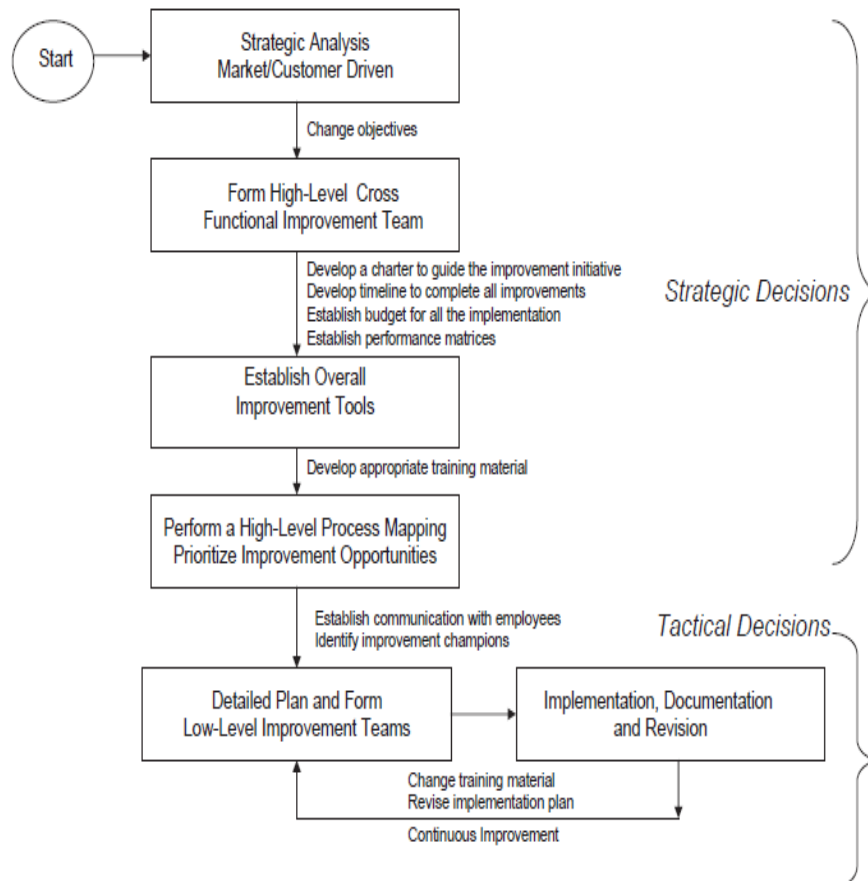 Start
Strategic Analysis
Market/Customer Driven
Change objectives
Form High-Level Cross
Functional Improvement Team
Develop a charter to guide the improvement initiative
Develop timeline to complete all improvements
Establish budget for all the implementation
Establish performance matrices
Strategic Decisions
Establish Overall
Improvement Tools
Develop appropriate training material
Perform a High-Level Process Mapping
Prioritize Improvement Opportunities
Establish communication with employees
Identify improvement champions
Tactical Decisions
Detailed Plan and Form
Low-Level Improvement Teams
Implementation, Documentation
and Revision
Change training material
Revise implementation plan
Continuous Improvement